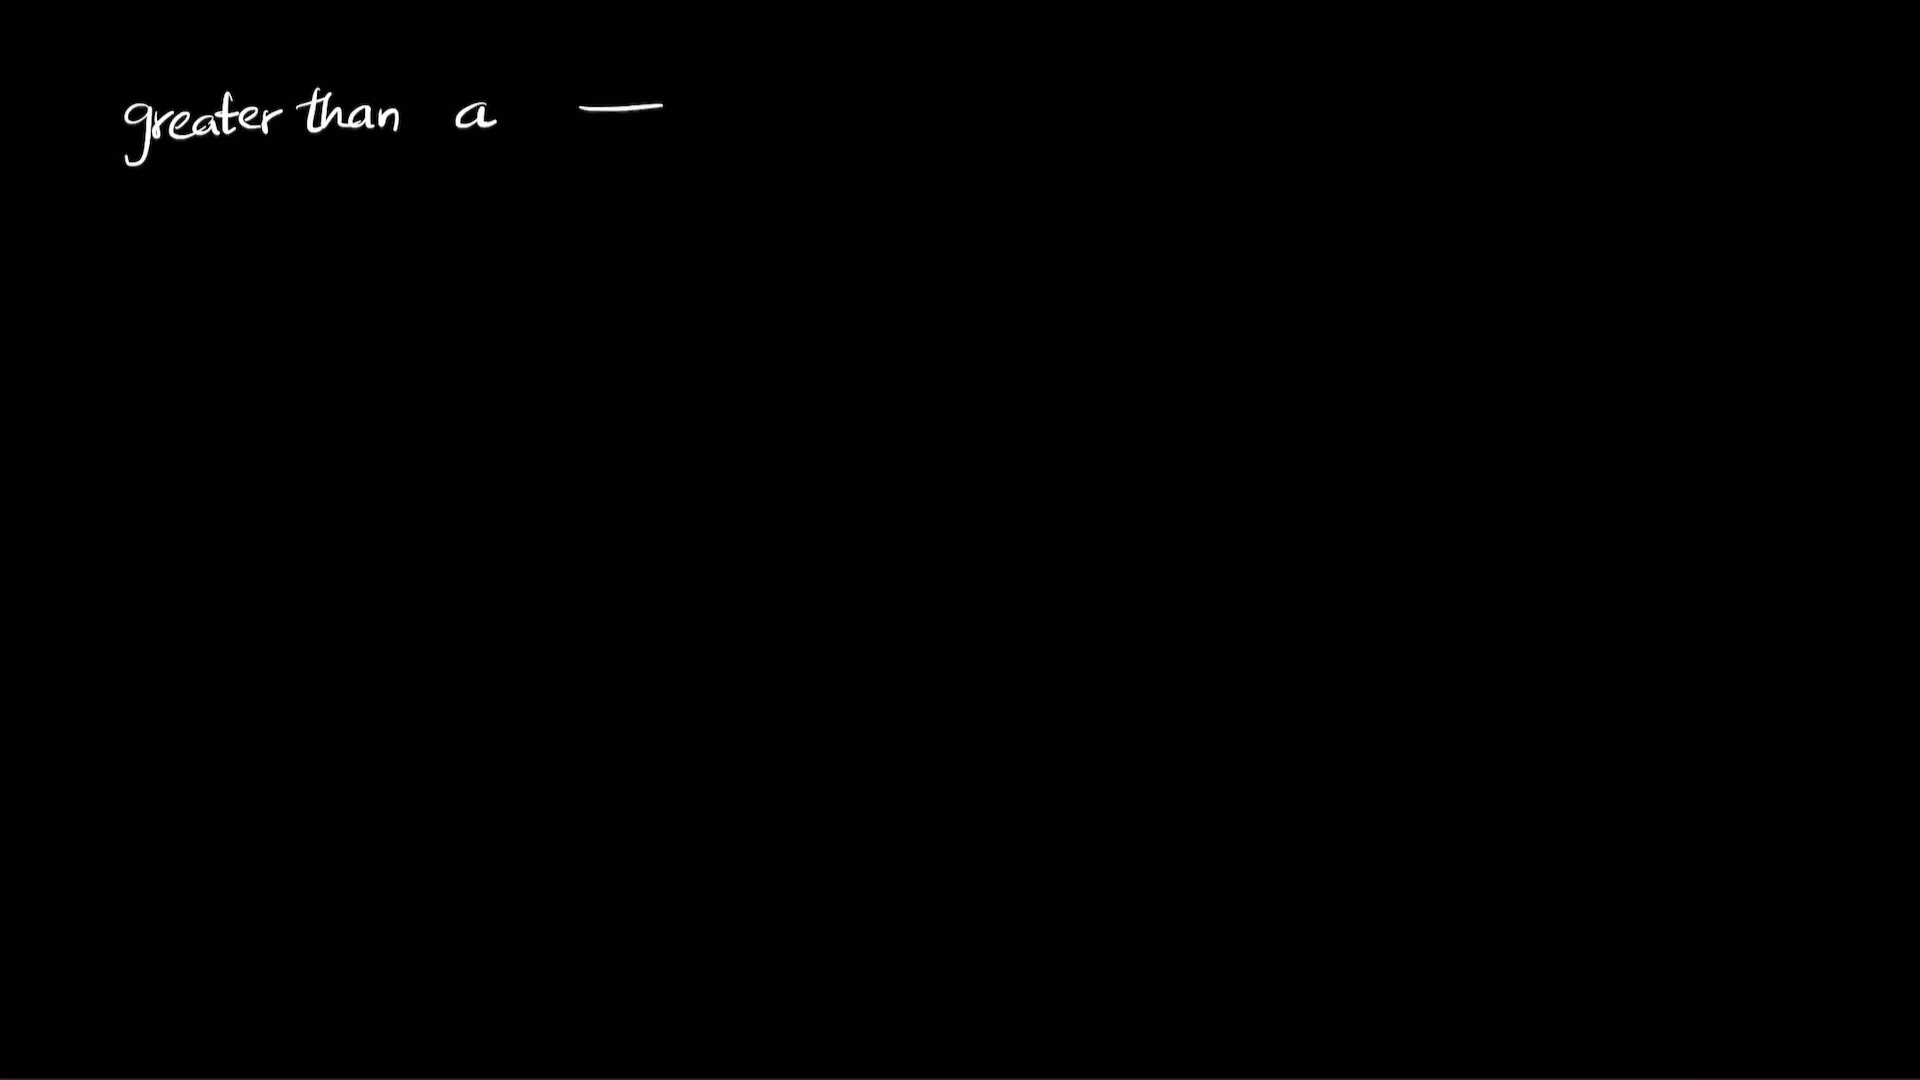 greater than a —